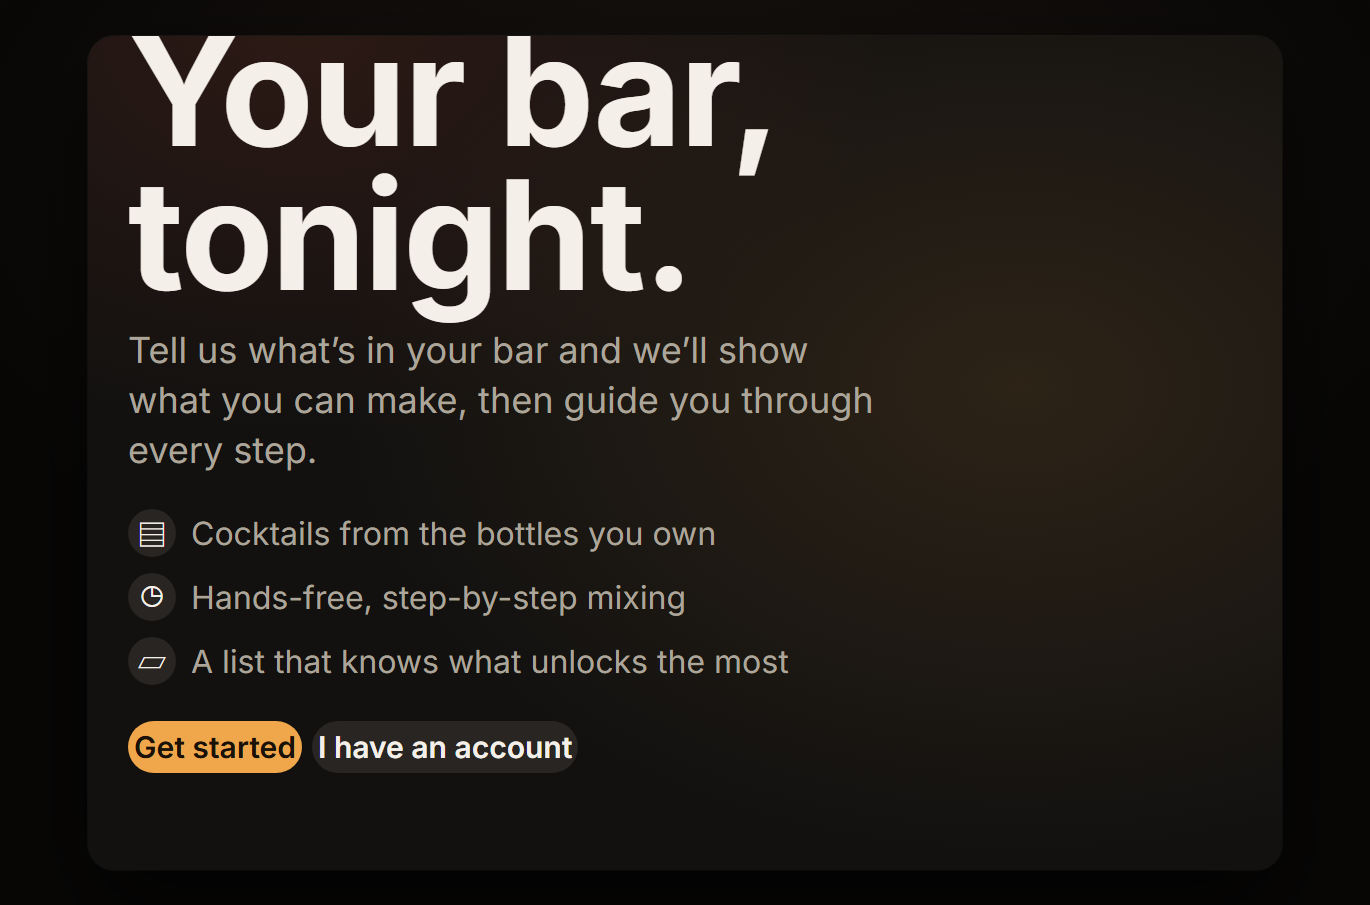 Your bar,
tonight.
Tell us what’s in your bar and we’ll show
what you can make, then guide you through
every step.
Cocktails from the bottles you own
Hands-free, step-by-step mixing
A list that knows what unlocks the most
Get started I have an account